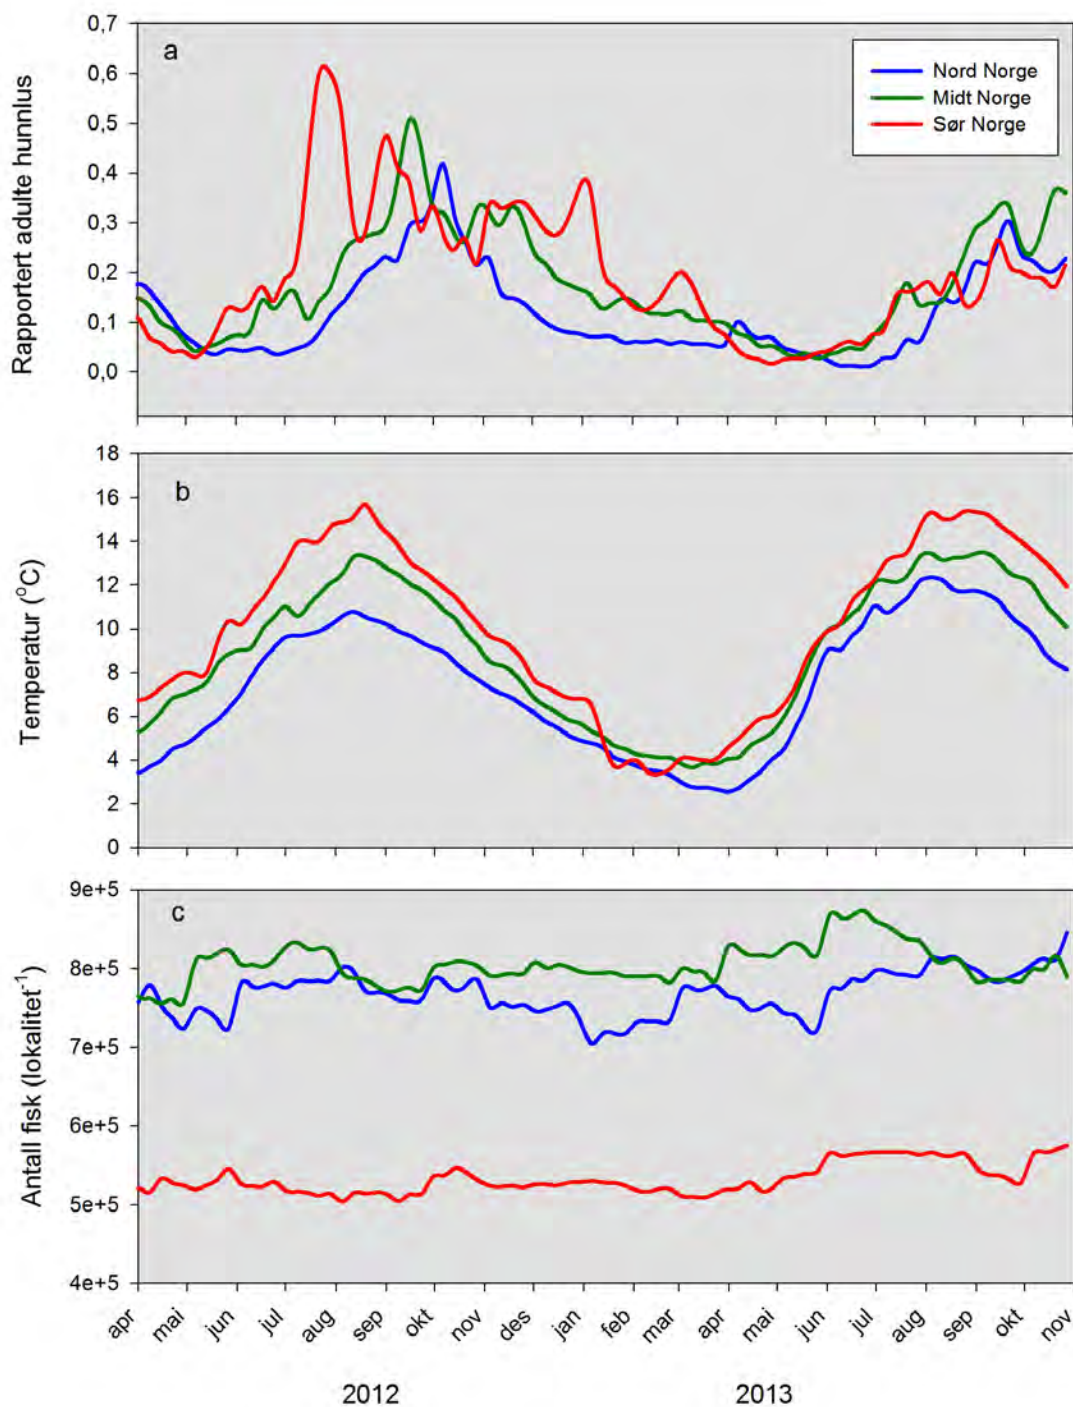 a
Rapportert adulte hunnlus
0,7
0,6
0,5
0,4
0,3
0,2
0,1
0,0
Nord Norge
Midt Norge
Sør Norge
b
Temperatur (°C)
18
16
14
12
10
8
6
4
2
0
c
Antall fisk (lokalitet⁻¹)
9e+5
8e+5
7e+5
6e+5
5e+5
4e+5
apr mai jun jul aug sep okt nov des jan feb mar apr mai jun jul aug sep okt nov
2012 2013